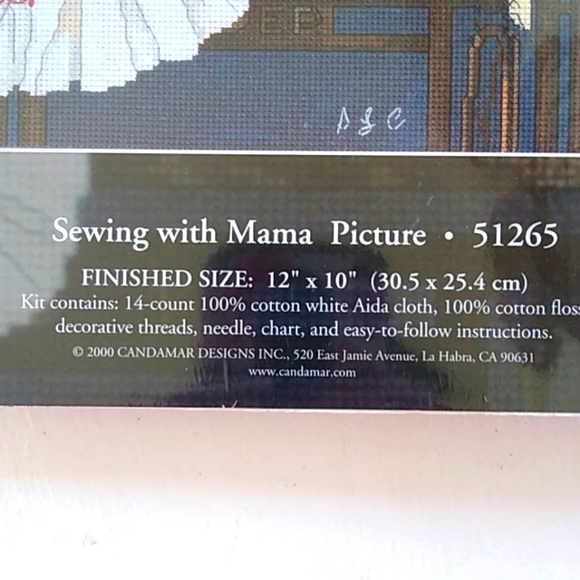 A & C
Sewing with Mama Picture • 51265
FINISHED SIZE: 12" x 10" (30.5 x 25.4 cm)
Kit contains: 14-count 100% cotton white Aida cloth, 100% cotton
decorative threads, needle, chart, and easy-to-follow instructions.
© 2000 CANDAMAR DESIGNS INC., 520 East Jamie Avenue, La Habra, CA 90631
www.candamar.com